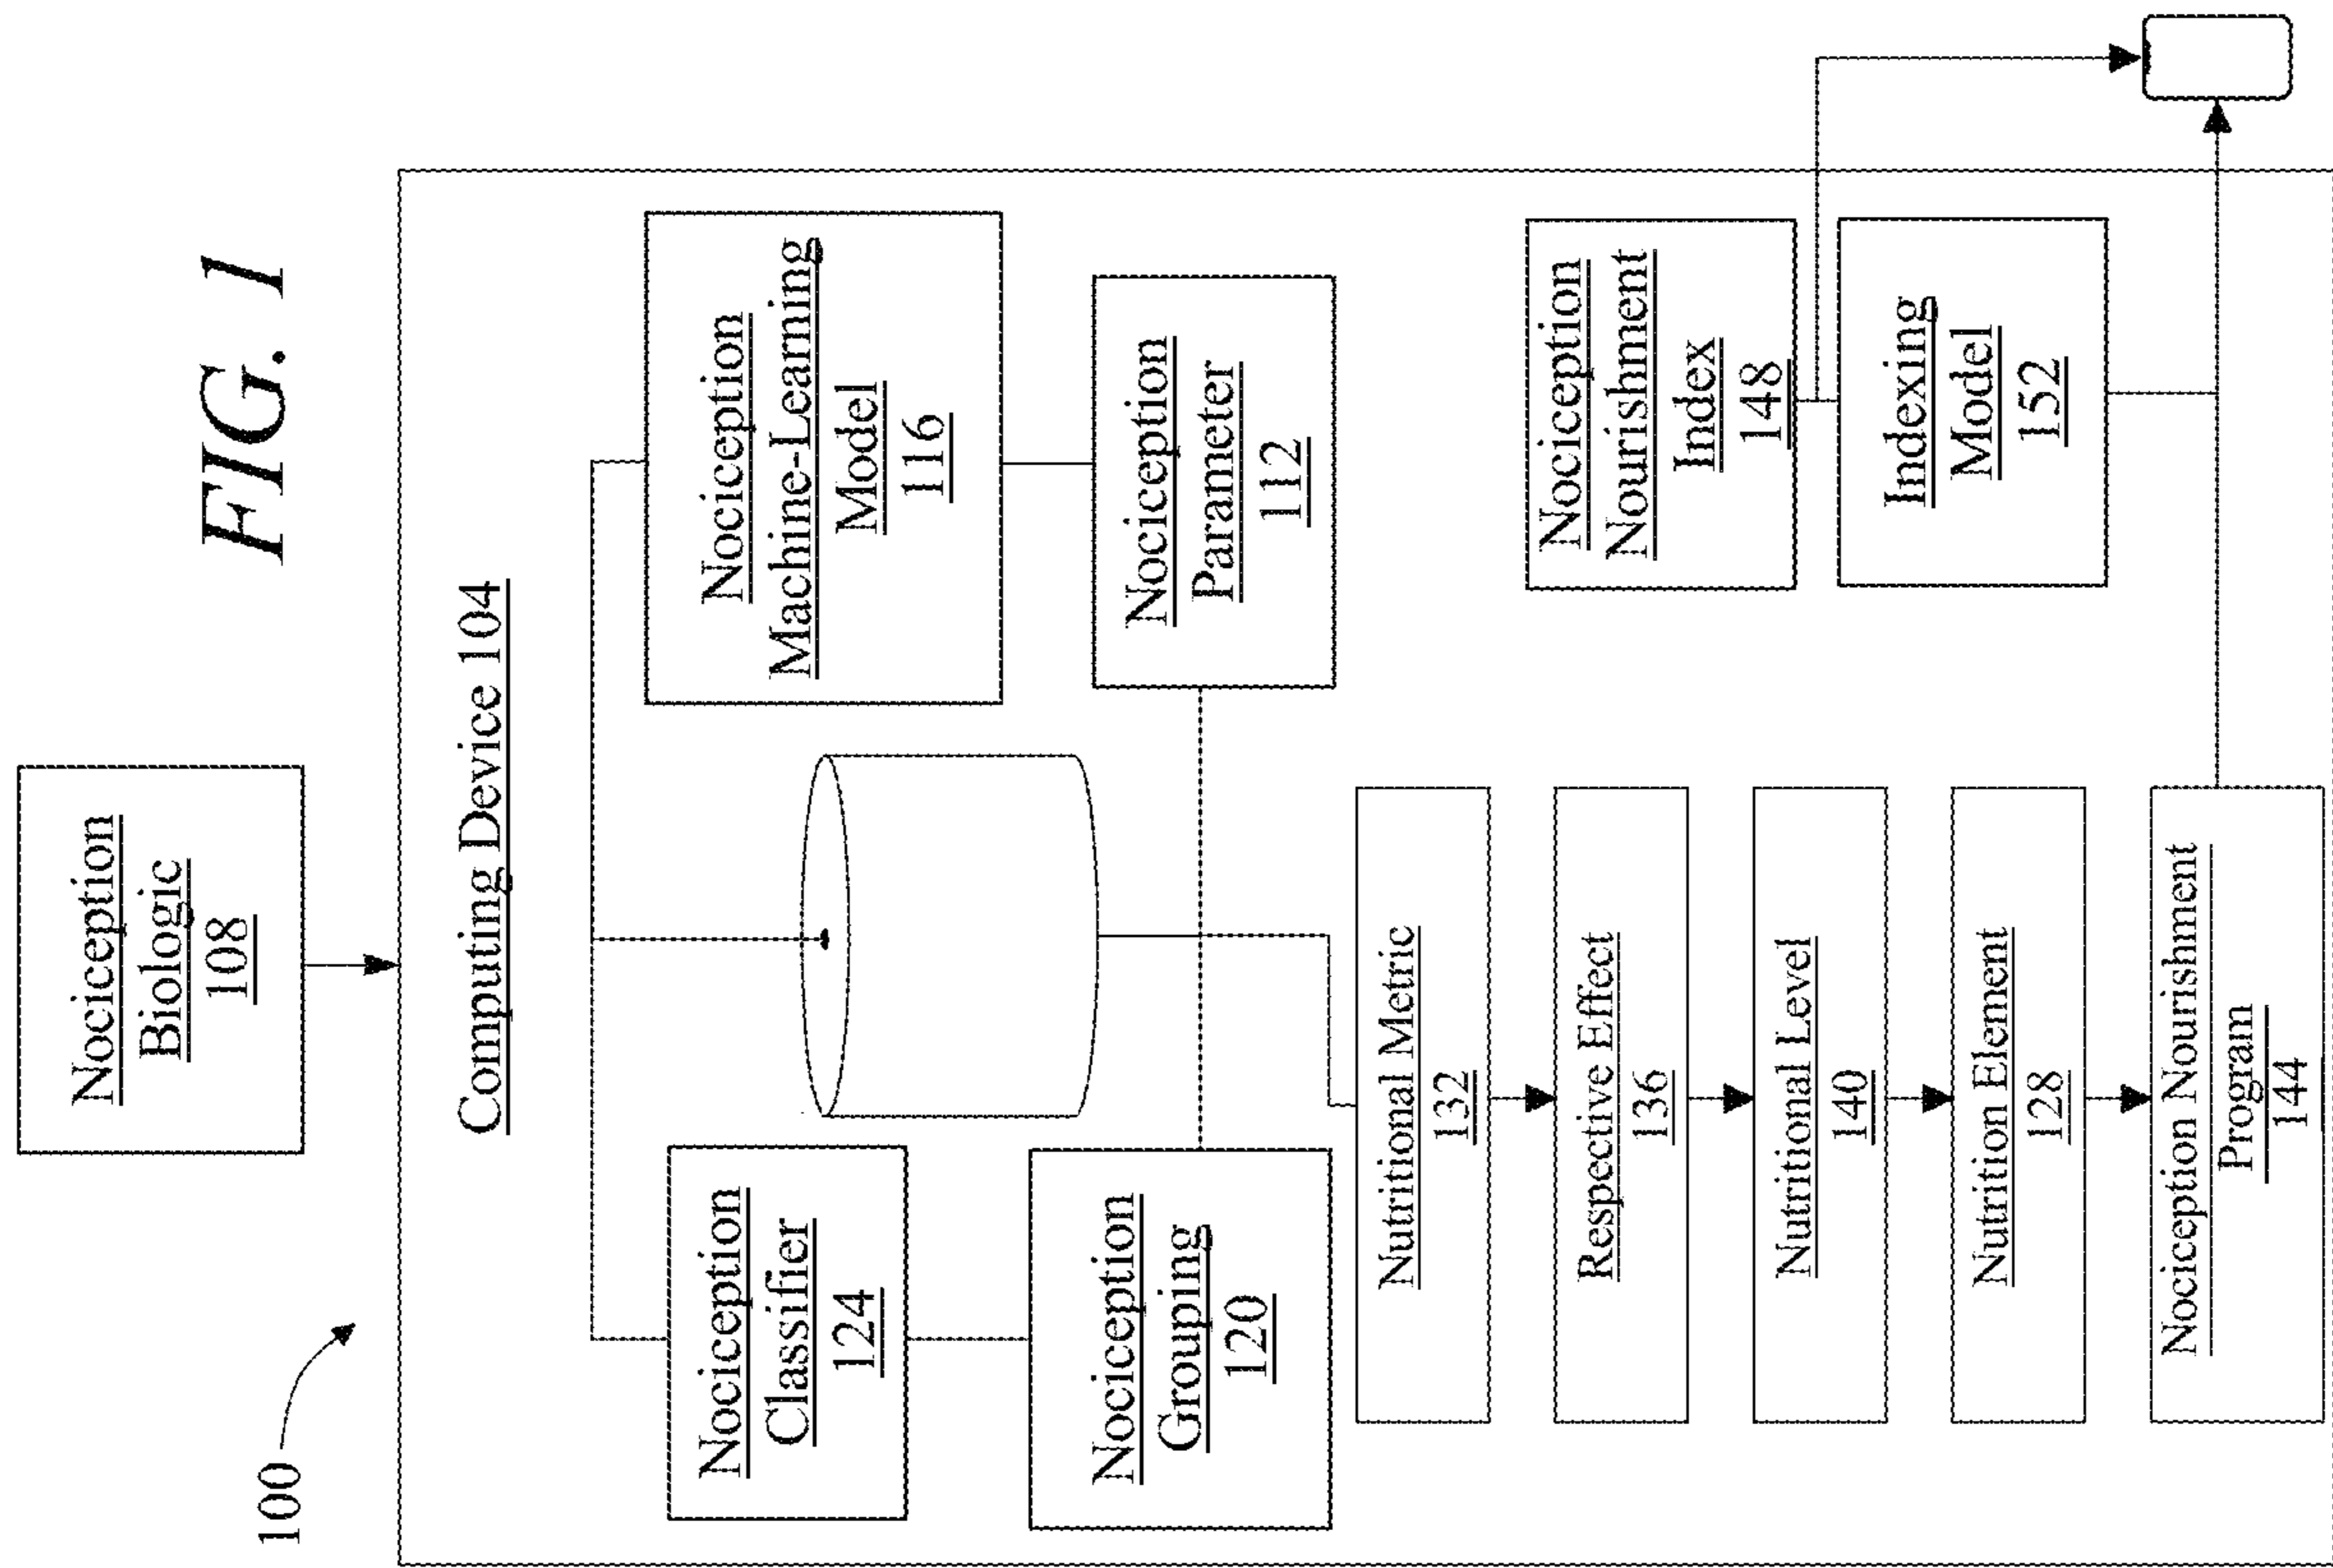 FIG. 1
100
Nociception
Biologic
108
Computing Device 104
Nociception
Classifier
124
Nociception
Machine-Learning
Model
116
Nociception
Grouping
120
Nociception
Parameter
112
Nutritional Metric
132
Respective Effect
136
Nutritional Level
140
Nutrition Element
128
Nociception Nourishment
Program
144
Nociception
Nourishment
Index
148
Indexing
Model
152